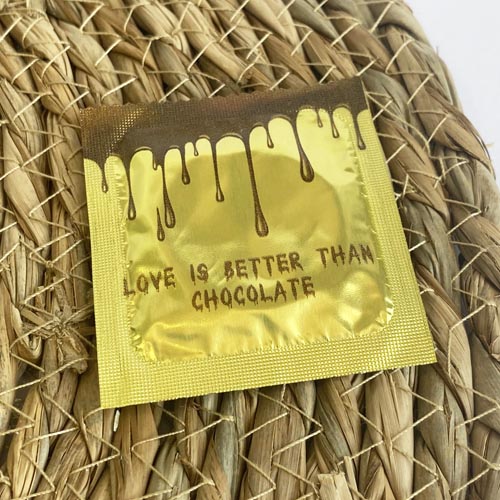 LOVE IS BETTER THAN
CHOCOLATE